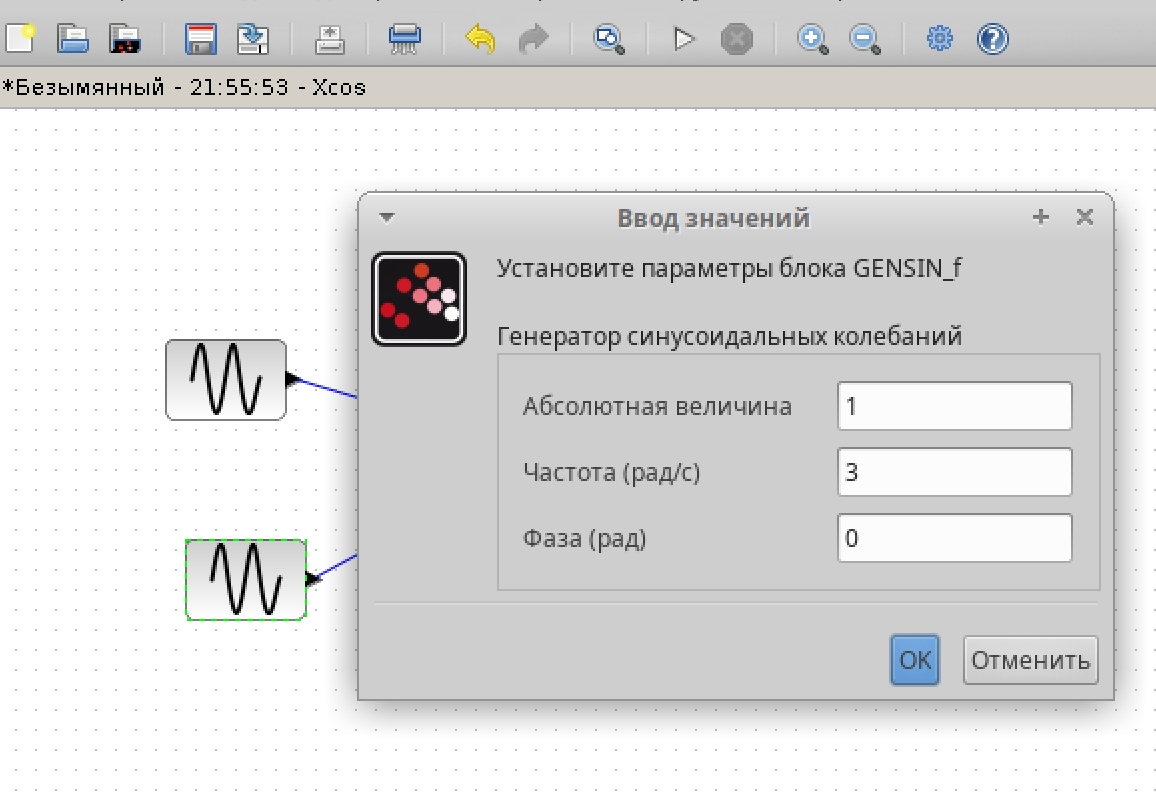 *Безымянный - 21:55:53 - Xcos
Ввод значений
Установите параметры блока GENSIN_f
Генератор синусоидальных колебаний
Абсолютная величина 1
Частота (рад/с) 3
Фаза (рад) 0
OK Отменить